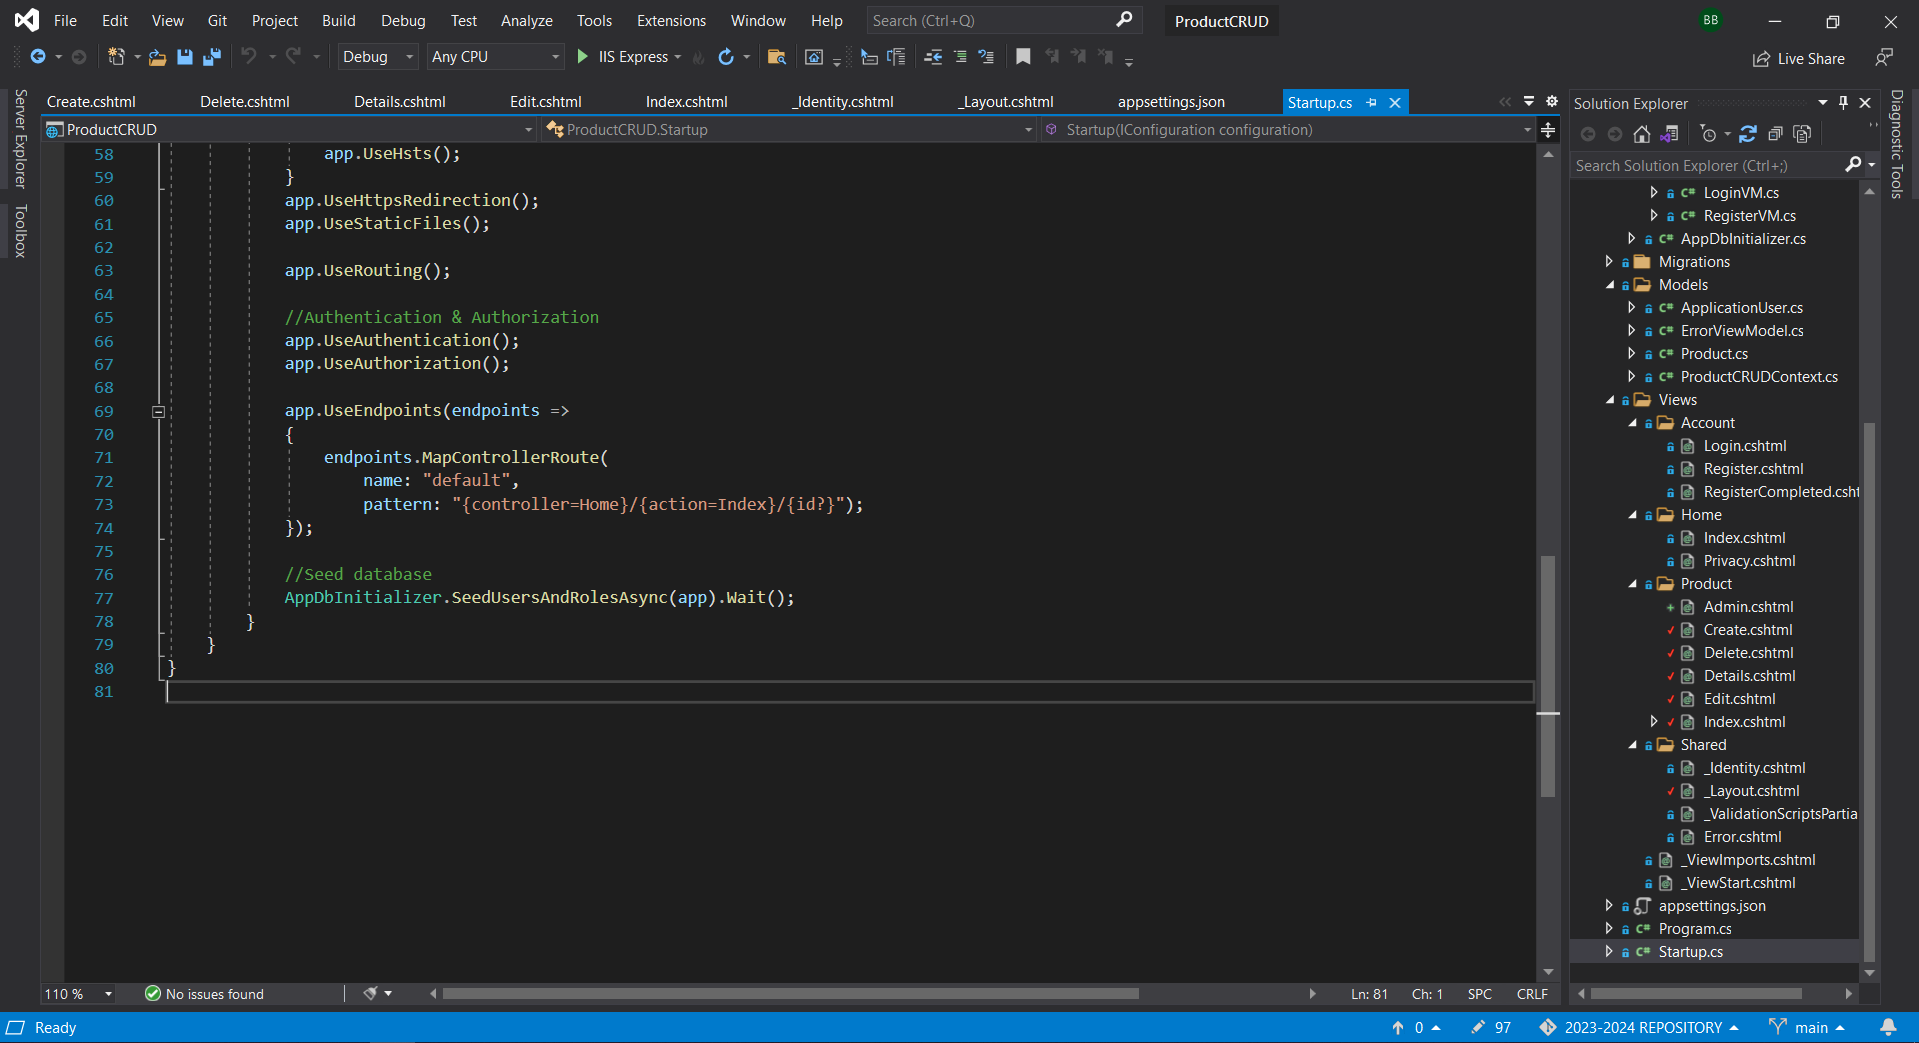 File Edit View Git Project Build Debug Test Analyze Tools Extensions Window Help Search (Ctrl+Q) ProductCRUD BB
Debug Any CPU IIS Express Live Share
Server Explorer
Toolbox
Create.cshtml Delete.cshtml Details.cshtml Edit.cshtml Index.cshtml _Identity.cshtml _Layout.cshtml appsettings.json Startup.cs
ProductCRUD ProductCRUD.Startup Startup(IConfiguration configuration)
58 app.UseHsts();
59 }
60 app.UseHttpsRedirection();
61 app.UseStaticFiles();
62
63 app.UseRouting();
64
65 //Authentication & Authorization
66 app.UseAuthentication();
67 app.UseAuthorization();
68
69 app.UseEndpoints(endpoints =>
70 {
71 endpoints.MapControllerRoute(
72 name: "default",
73 pattern: "{controller=Home}/{action=Index}/{id?}");
74 });
75
76 //Seed database
77 AppDbInitializer.SeedUsersAndRolesAsync(app).Wait();
78 }
79 }
80 }
81
110 % No issues found Ln: 81 Ch: 1 SPC CRLF
Solution Explorer
Search Solution Explorer (Ctrl+;)
C# LoginVM.cs
C# RegisterVM.cs
C# AppDbInitializer.cs
Migrations
Models
C# ApplicationUser.cs
C# ErrorViewModel.cs
C# Product.cs
C# ProductCRUDContext.cs
Views
Account
Login.cshtml
Register.cshtml
RegisterCompleted.csht
Home
Index.cshtml
Privacy.cshtml
Product
Admin.cshtml
Create.cshtml
Delete.cshtml
Details.cshtml
Edit.cshtml
Index.cshtml
Shared
_Identity.cshtml
_Layout.cshtml
_ValidationScriptsPartia
Error.cshtml
_ViewImports.cshtml
_ViewStart.cshtml
appsettings.json
C# Program.cs
C# Startup.cs
Diagnostic Tools
Ready 0 97 2023-2024 REPOSITORY main